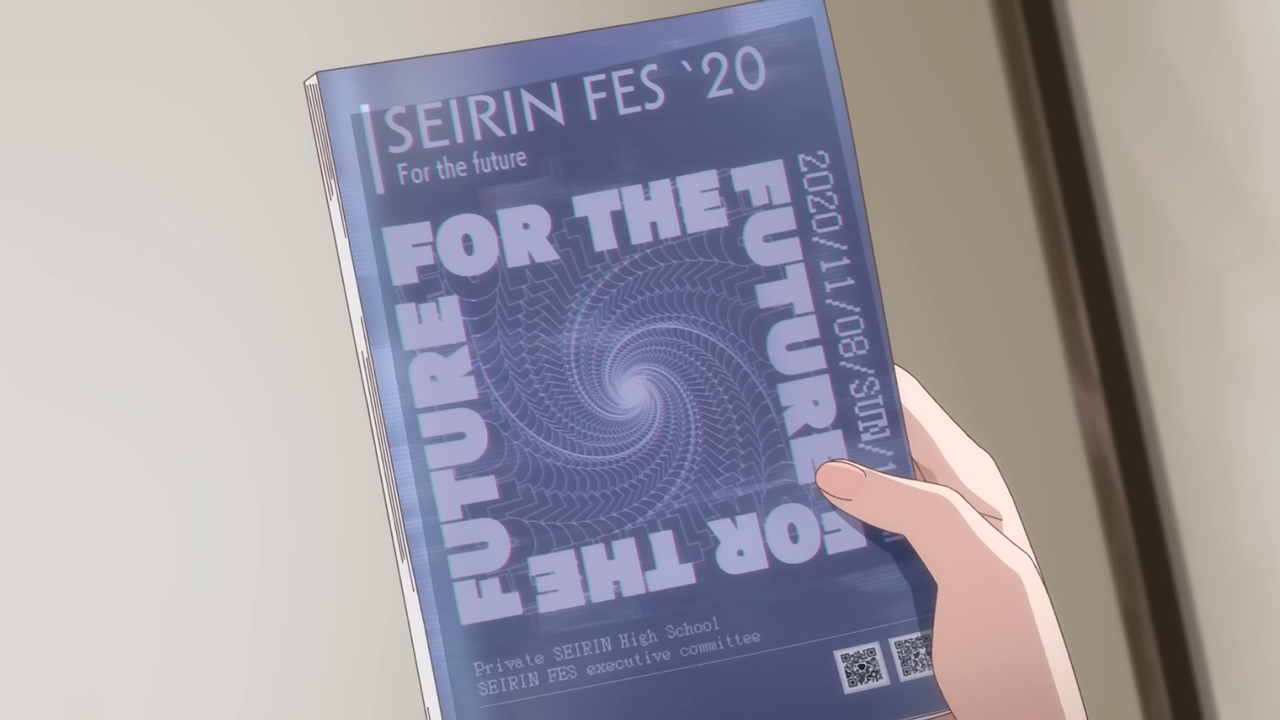 SEIRIN FES `20
For the future
FOR THE
FUTURE
FOR THE
FUTURE
2020/11/08/SUN/1
Private SEIRIN High School
SEIRIN FES executive committee